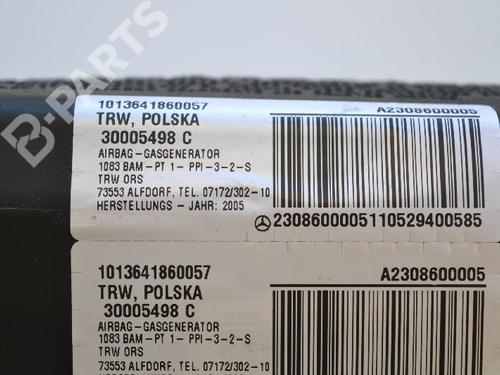 B-PARTS
1013641860057 A2308600005
TRW, POLSKA
30005498 C
AIRBAG-GASGENERATOR
1083 BAM-PT 1- PPI-3-2-S
TRW ORS
73553 ALFDORF, TEL. 07172/302-10
HERSTELLUNGS - JAHR: 2005
2308600005110529400585
1013641860057 A2308600005
TRW, POLSKA
30005498 C
AIRBAG-GASGENERATOR
1083 BAM-PT 1- PPI-3-2-S
TRW ORS
73553 ALFDORF, TEL. 07172/302-10